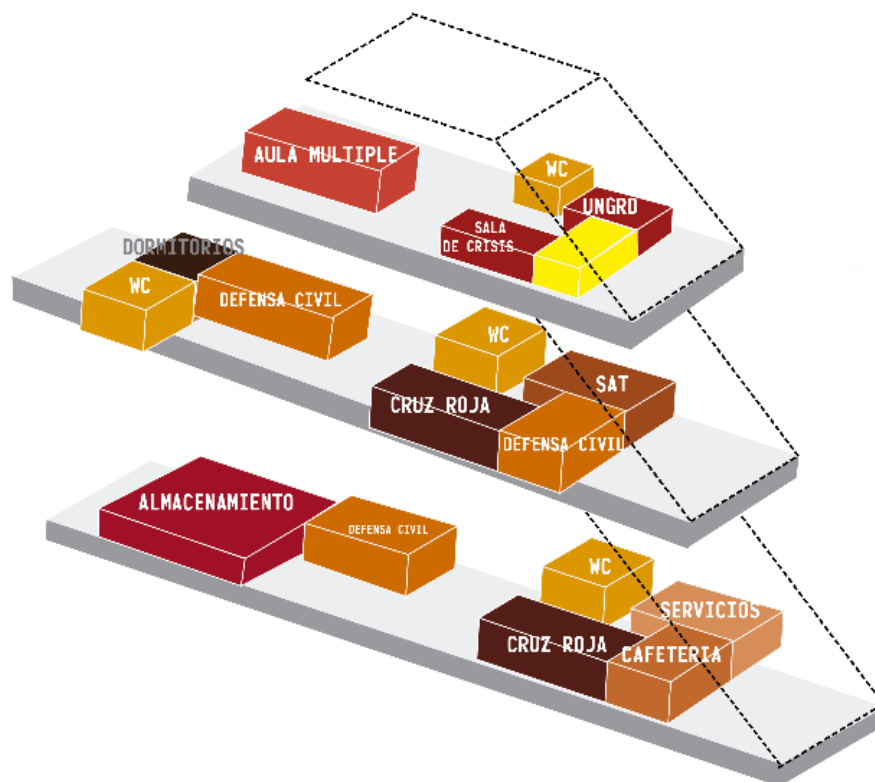 AULA MULTIPLE
WC
UNGRD
SALA
DE CRISIS
DORMITORIOS
WC
DEFENSA CIVIL
WC
SAT
CRUZ ROJA
DEFENSA CIVIL
ALMACENAMIENTO
DEFENSA CIVIL
WC
SERVICIOS
CRUZ ROJA
CAFETERIA